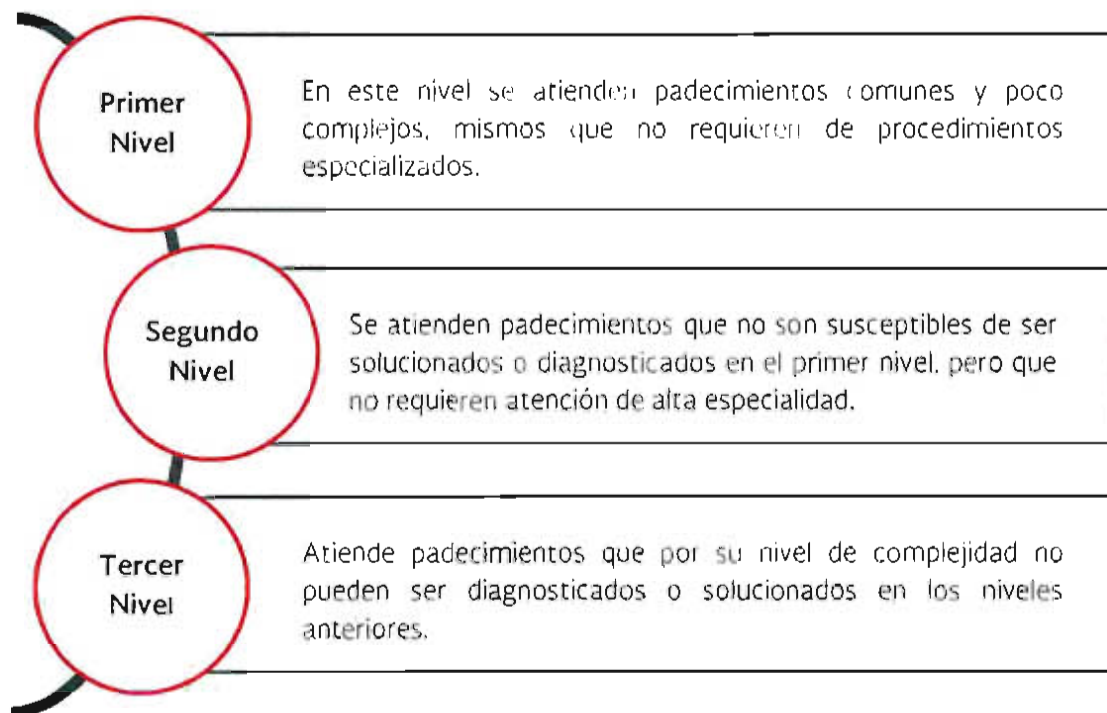 Primer
Nivel
En este nivel se atienden padecimientos comunes y poco
complejos, mismos que no requieren de procedimientos
especializados.
Segundo
Nivel
Se atienden padecimientos que no son susceptibles de ser
solucionados o diagnosticados en el primer nivel, pero que
no requieren atención de alta especialidad.
Tercer
Nivel
Atiende padecimientos que por su nivel de complejidad no
pueden ser diagnosticados o solucionados en los niveles
anteriores.